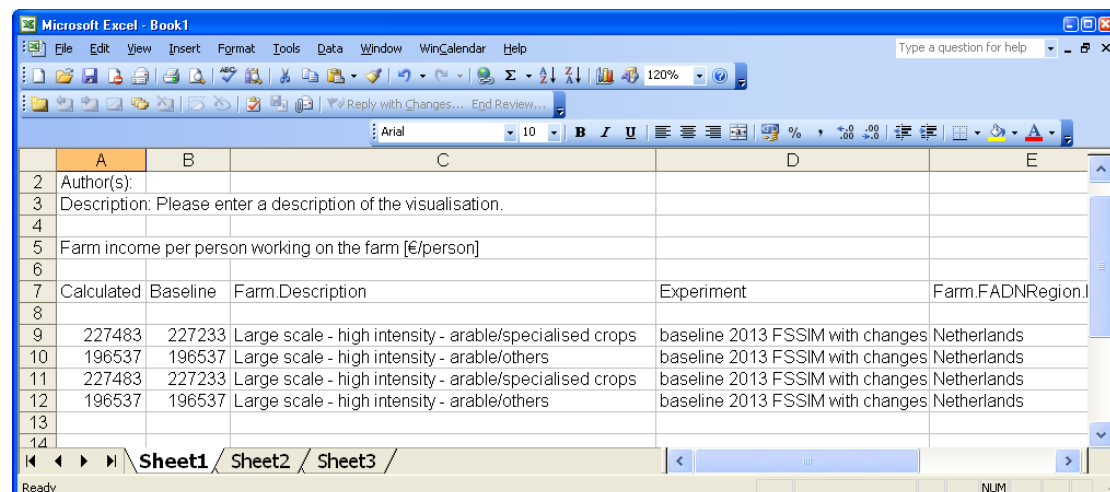 Microsoft Excel - Book1
File Edit View Insert Format Tools Data Window WinCalendar Help Type a question for help
120%
Reply with Changes... End Review...
Arial 10 B I U
A B C D E
2 Author(s):
3 Description: Please enter a description of the visualisation.
4
5 Farm income per person working on the farm [€/person]
6
7 Calculated Baseline Farm.Description Experiment Farm.FADNRegion.
8
9 227483 227233 Large scale - high intensity - arable/specialised crops baseline 2013 FSSIM with changes Netherlands
10 196537 196537 Large scale - high intensity - arable/others baseline 2013 FSSIM with changes Netherlands
11 227483 227233 Large scale - high intensity - arable/specialised crops baseline 2013 FSSIM with changes Netherlands
12 196537 196537 Large scale - high intensity - arable/others baseline 2013 FSSIM with changes Netherlands
13
14
Sheet1 Sheet2 Sheet3
Ready NUM